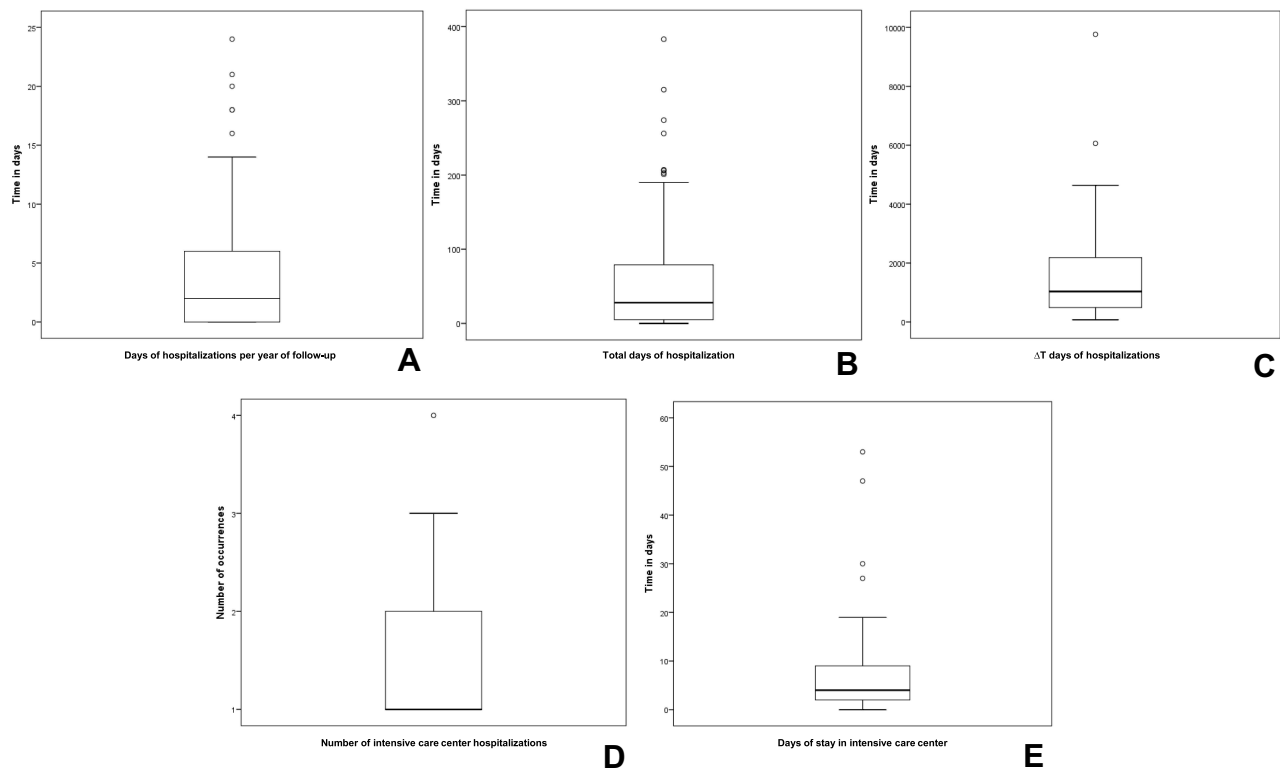 25
20
15
10
5
0
Time in days
Days of hospitalizations per year of follow-up
A
400
300
200
100
0
Time in days
Total days of hospitalization
B
10000
8000
6000
4000
2000
0
Time in days
ΔT days of hospitalizations
C
4
3
2
1
Number of occurrences
Number of intensive care center hospitalizations
D
60
50
40
30
20
10
0
Time in days
Days of stay in intensive care center
E